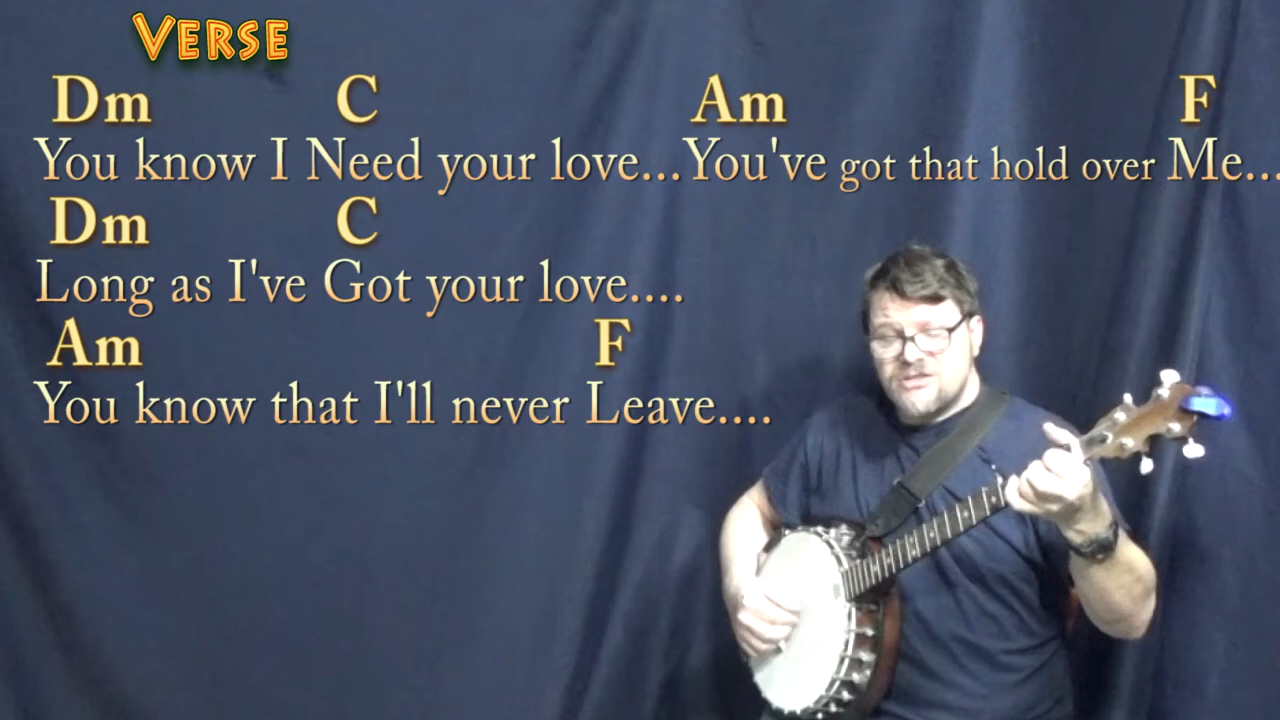 VERSE
Dm C Am F
You know I Need your love...You've got that hold over Me...
Dm C
Long as I've Got your love....
Am F
You know that I'll never Leave....